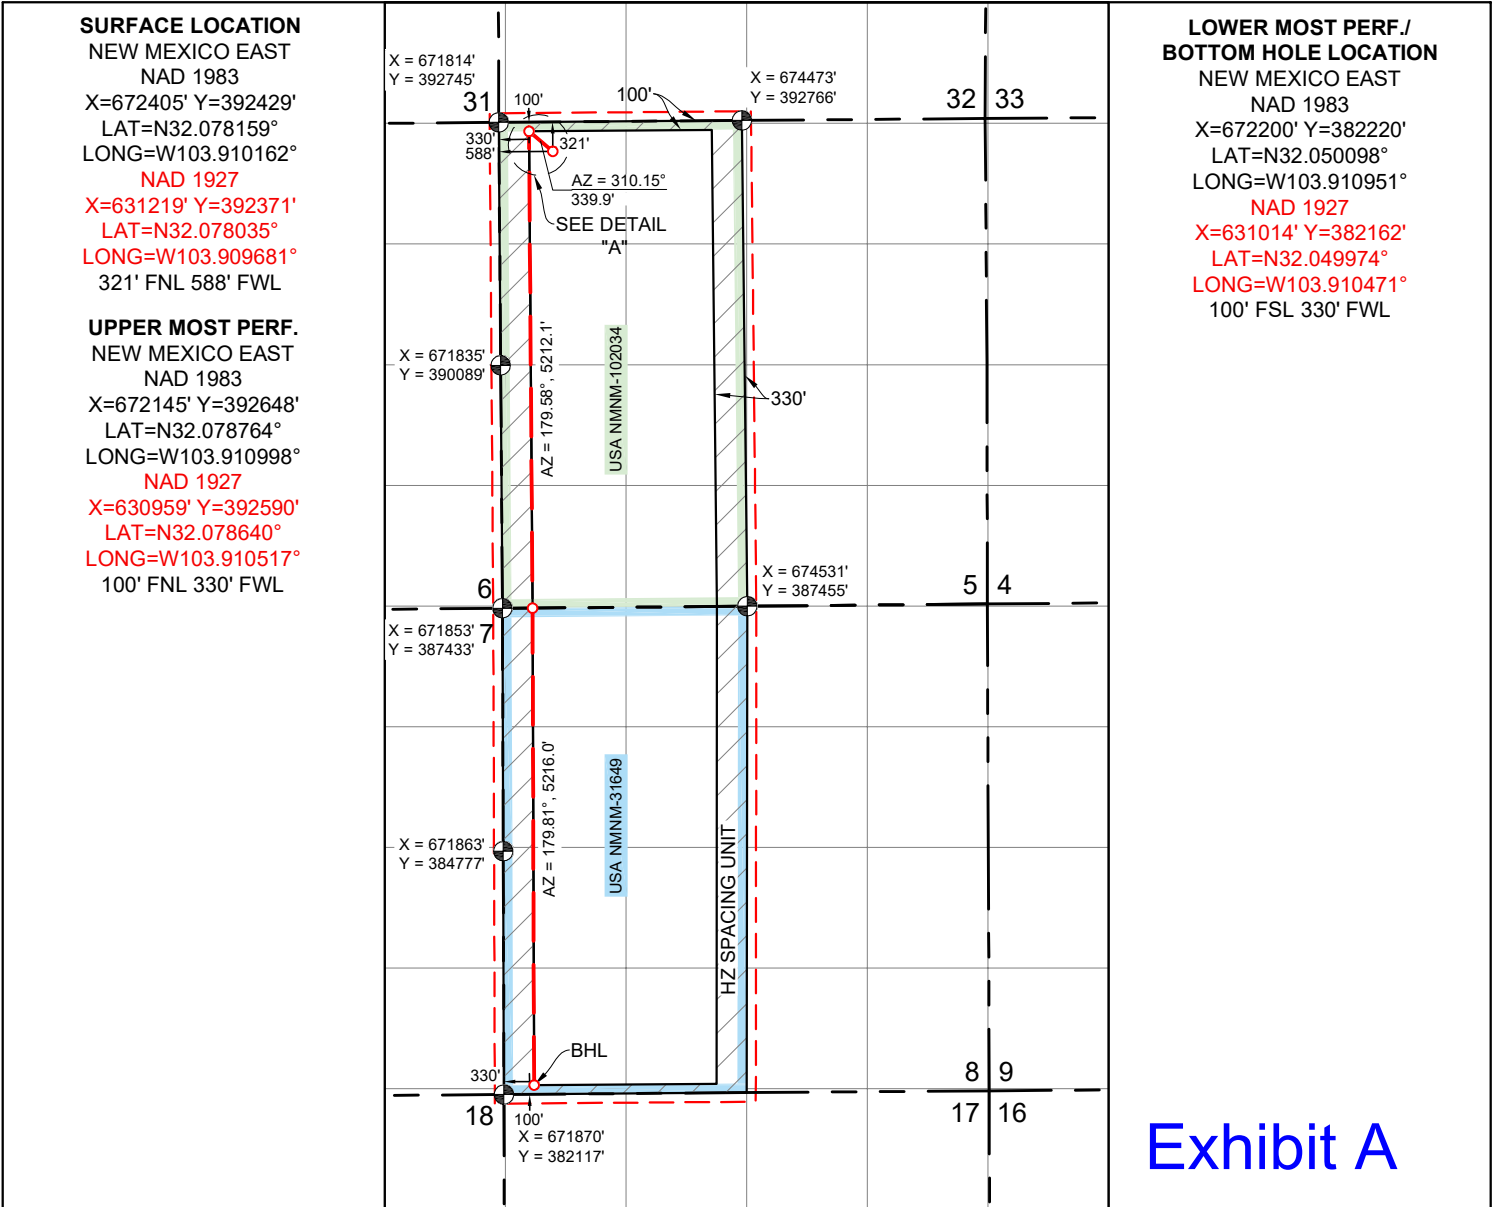 SURFACE LOCATION
NEW MEXICO EAST
NAD 1983
X=672405' Y=392429'
LAT=N32.078159°
LONG=W103.910162°
NAD 1927
X=631219' Y=392371'
LAT=N32.078035°
LONG=W103.909681°
321' FNL 588' FWL
UPPER MOST PERF.
NEW MEXICO EAST
NAD 1983
X=672145' Y=392648'
LAT=N32.078764°
LONG=W103.910998°
NAD 1927
X=630959' Y=392590'
LAT=N32.078640°
LONG=W103.910517°
100' FNL 330' FWL
X = 671814'
Y = 392745'
31
100'
100'
X = 674473'
Y = 392766'
32 33
330'
588'
321'
AZ = 310.15°
339.9'
SEE DETAIL
"A"
X = 671835'
Y = 390089'
AZ = 179.58°, 5212.1'
USA NMNM-102034
330'
X = 674531'
Y = 387455'
6
5 4
X = 671853'
Y = 387433'
7
X = 671863'
Y = 384777'
AZ = 179.81°, 5216.0'
USA NMNM-31649
HZ SPACING UNIT
BHL
330'
8 9
18
100'
17 16
X = 671870'
Y = 382117'
LOWER MOST PERF./
BOTTOM HOLE LOCATION
NEW MEXICO EAST
NAD 1983
X=672200' Y=382220'
LAT=N32.050098°
LONG=W103.910951°
NAD 1927
X=631014' Y=382162'
LAT=N32.049974°
LONG=W103.910471°
100' FSL 330' FWL
Exhibit A